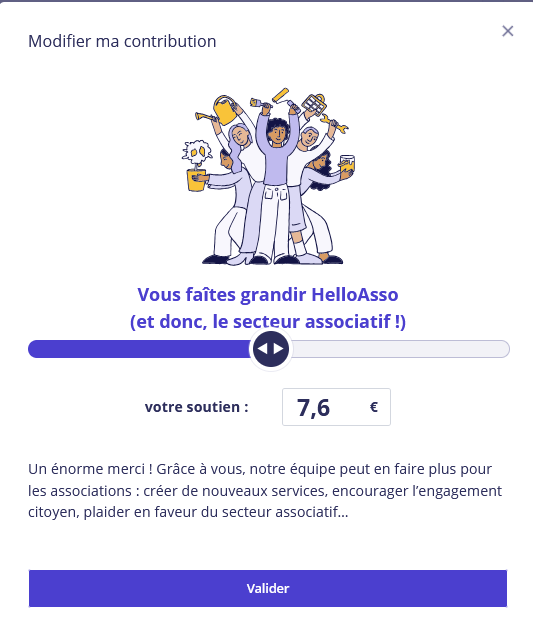 Modifier ma contribution
Vous faîtes grandir HelloAsso
(et donc, le secteur associatif !)
votre soutien :
7,6 €
Un énorme merci ! Grâce à vous, notre équipe peut en faire plus pour
les associations : créer de nouveaux services, encourager l’engagement
citoyen, plaider en faveur du secteur associatif…
Valider